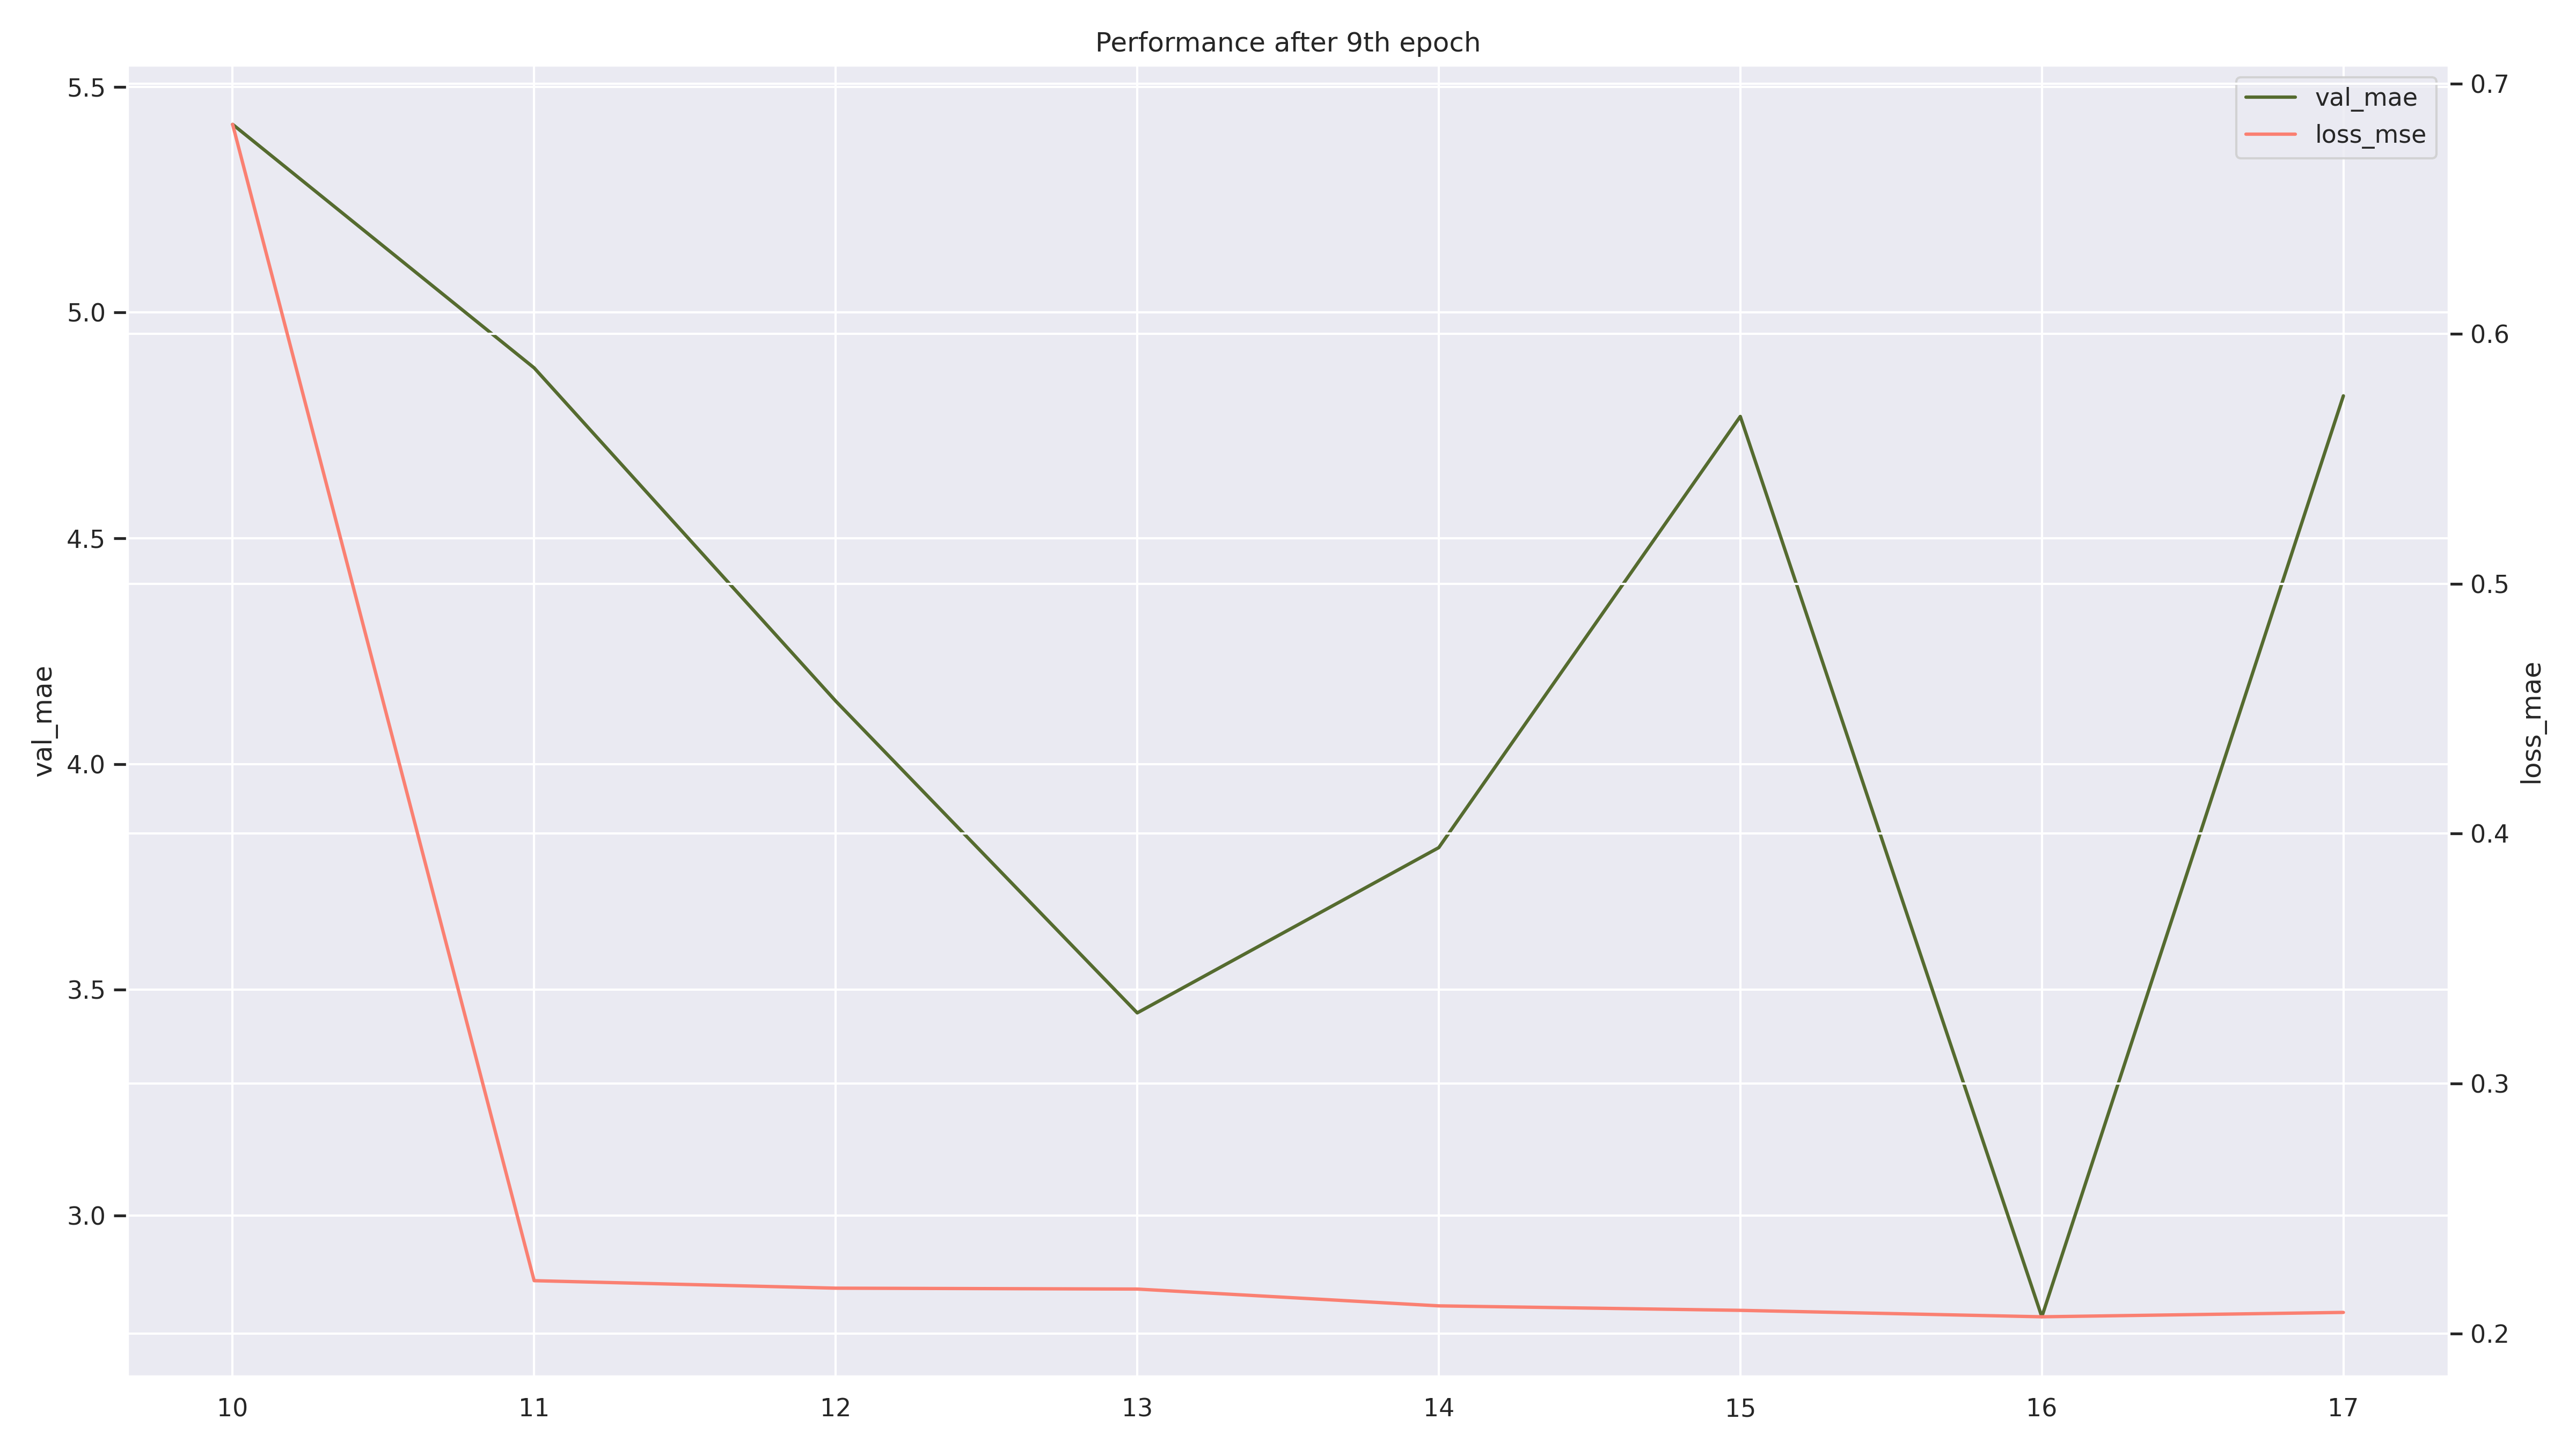 Performance after 9th epoch
val_mae
loss_mse
5.5
5.0
4.5
4.0
3.5
3.0
val_mae
0.7
0.6
0.5
0.4
0.3
0.2
loss_mae
10 11 12 13 14 15 16 17